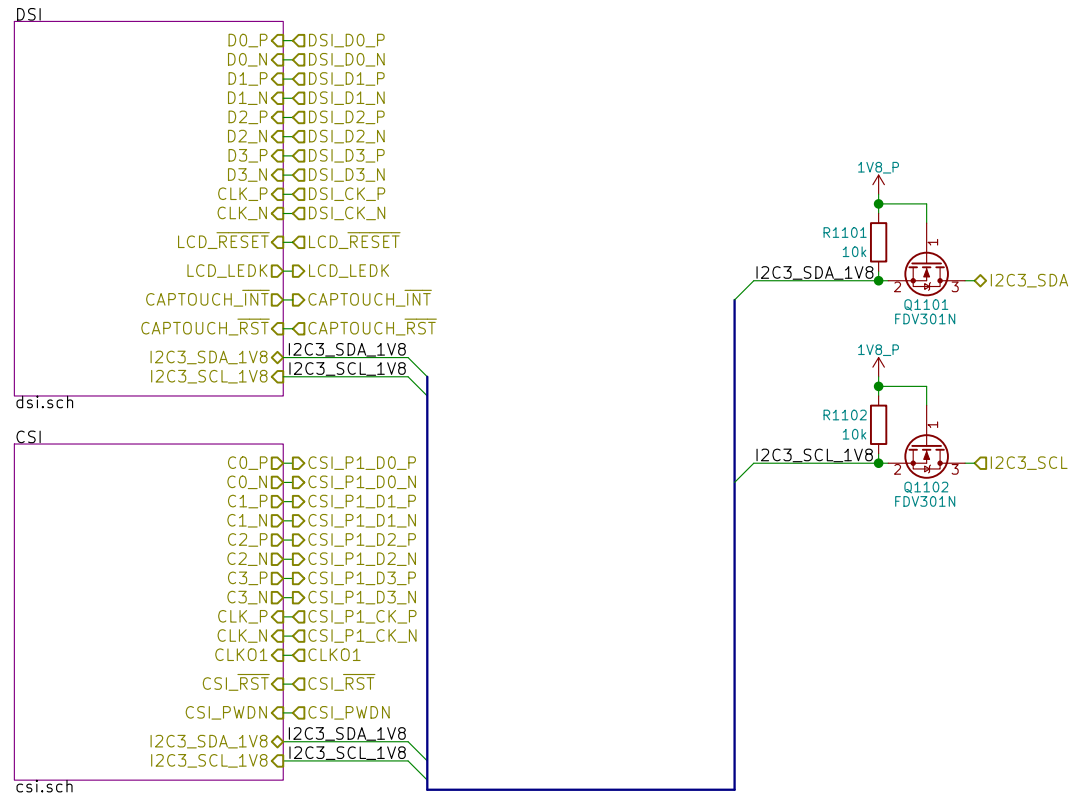 DSI
D0_P DSI_D0_P
D0_N DSI_D0_N
D1_P DSI_D1_P
D1_N DSI_D1_N
D2_P DSI_D2_P
D2_N DSI_D2_N
D3_P DSI_D3_P
D3_N DSI_D3_N
CLK_P DSI_CK_P
CLK_N DSI_CK_N
LCD_RESET LCD_RESET
LCD_LEDK LCD_LEDK
CAPTOUCH_INT CAPTOUCH_INT
CAPTOUCH_RST CAPTOUCH_RST
I2C3_SDA_1V8 I2C3_SDA_1V8
I2C3_SCL_1V8 I2C3_SCL_1V8
dsi.sch
CSI
C0_P CSI_P1_D0_P
C0_N CSI_P1_D0_N
C1_P CSI_P1_D1_P
C1_N CSI_P1_D1_N
C2_P CSI_P1_D2_P
C2_N CSI_P1_D2_N
C3_P CSI_P1_D3_P
C3_N CSI_P1_D3_N
CLK_P CSI_P1_CK_P
CLK_N CSI_P1_CK_N
CLKO1 CLKO1
CSI_RST CSI_RST
CSI_PWDN CSI_PWDN
I2C3_SDA_1V8 I2C3_SDA_1V8
I2C3_SCL_1V8 I2C3_SCL_1V8
csi.sch
1V8_P
R1101
10k
1
I2C3_SDA_1V8
2 3
I2C3_SDA
Q1101
FDV301N
1V8_P
R1102
10k
1
I2C3_SCL_1V8
2 3
I2C3_SCL
Q1102
FDV301N